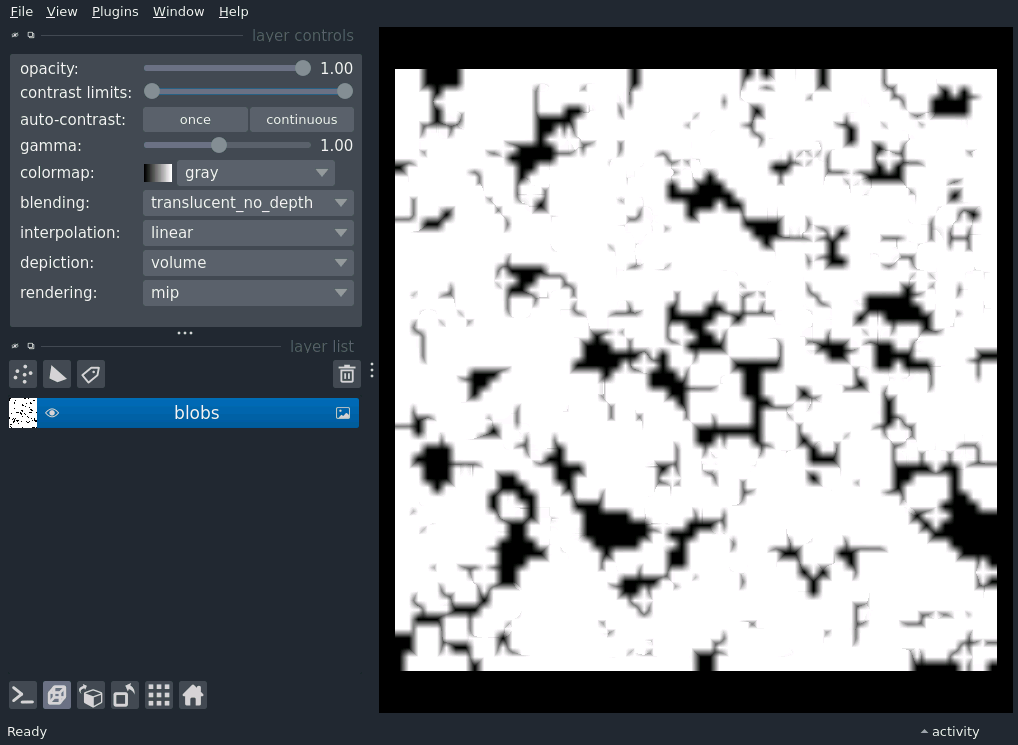 File View Plugins Window Help
layer controls
opacity: 1.00
contrast limits:
auto-contrast: once continuous
gamma: 1.00
colormap: gray
blending: translucent_no_depth
interpolation: linear
depiction: volume
rendering: mip
layer list
blobs
Ready activity